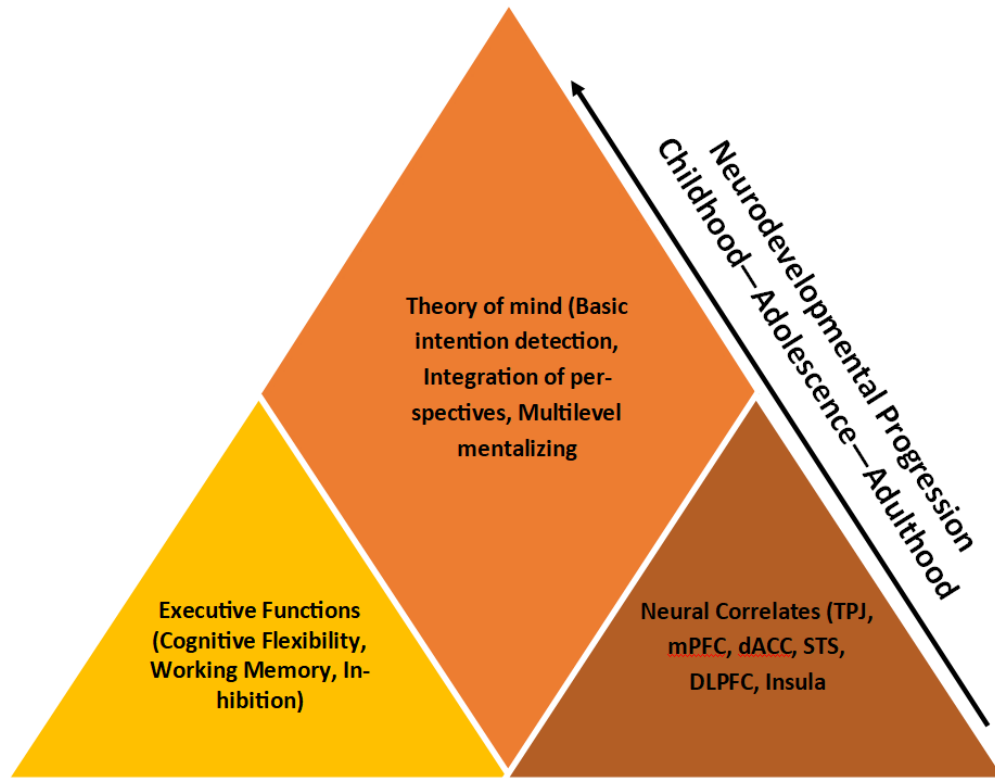 Neurodevelopmental Progression
Childhood—Adolescence—Adulthood
Theory of mind (Basic
intention detection,
Integration of per-
spectives, Multilevel
mentalizing
Executive Functions
(Cognitive Flexibility,
Working Memory, In-
hibition)
Neural Correlates (TPJ,
mPFC, dACC, STS,
DLPFC, Insula